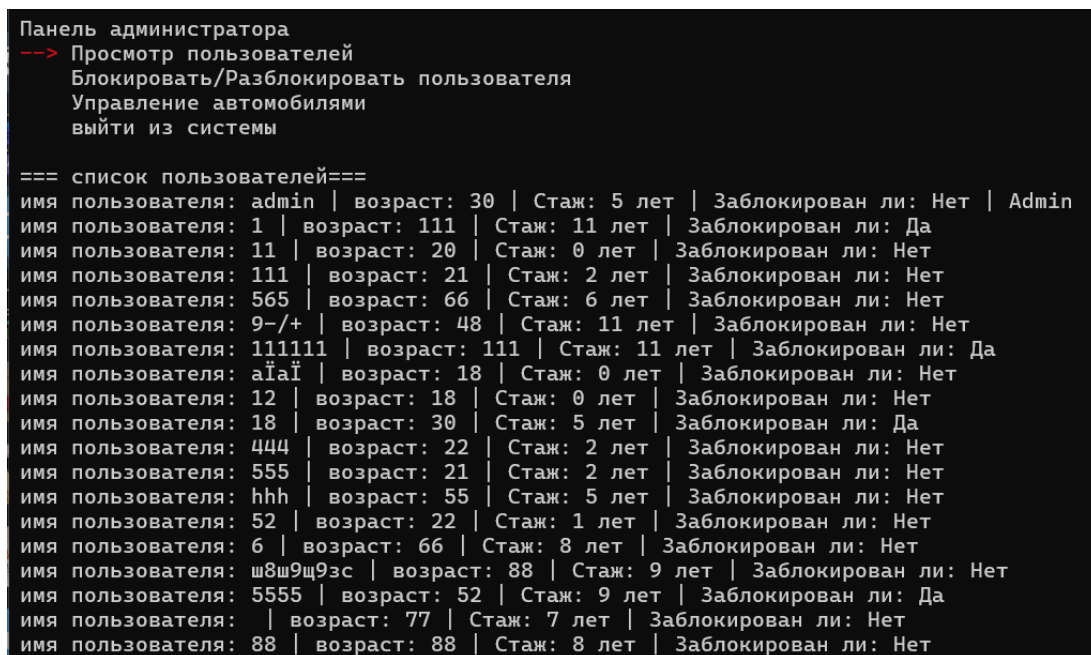 Панель администратора
--> Просмотр пользователей
Блокировать/Разблокировать пользователя
Управление автомобилями
выйти из системы
=== список пользователей===
имя пользователя: admin | возраст: 30 | Стаж: 5 лет | Заблокирован ли: Нет | Admin
имя пользователя: 1 | возраст: 111 | Стаж: 11 лет | Заблокирован ли: Да
имя пользователя: 11 | возраст: 20 | Стаж: 0 лет | Заблокирован ли: Нет
имя пользователя: 111 | возраст: 21 | Стаж: 2 лет | Заблокирован ли: Нет
имя пользователя: 565 | возраст: 66 | Стаж: 6 лет | Заблокирован ли: Нет
имя пользователя: 9-/+ | возраст: 48 | Стаж: 11 лет | Заблокирован ли: Нет
имя пользователя: 111111 | возраст: 111 | Стаж: 11 лет | Заблокирован ли: Да
имя пользователя: аЇаЇ | возраст: 18 | Стаж: 0 лет | Заблокирован ли: Нет
имя пользователя: 12 | возраст: 18 | Стаж: 0 лет | Заблокирован ли: Нет
имя пользователя: 18 | возраст: 30 | Стаж: 5 лет | Заблокирован ли: Да
имя пользователя: 444 | возраст: 22 | Стаж: 2 лет | Заблокирован ли: Нет
имя пользователя: 555 | возраст: 21 | Стаж: 2 лет | Заблокирован ли: Нет
имя пользователя: hhh | возраст: 55 | Стаж: 5 лет | Заблокирован ли: Нет
имя пользователя: 52 | возраст: 22 | Стаж: 1 лет | Заблокирован ли: Нет
имя пользователя: 6 | возраст: 66 | Стаж: 8 лет | Заблокирован ли: Нет
имя пользователя: ш8ш9щ9зс | возраст: 88 | Стаж: 9 лет | Заблокирован ли: Нет
имя пользователя: 5555 | возраст: 52 | Стаж: 9 лет | Заблокирован ли: Да
имя пользователя:  | возраст: 77 | Стаж: 7 лет | Заблокирован ли: Нет
имя пользователя: 88 | возраст: 88 | Стаж: 8 лет | Заблокирован ли: Нет